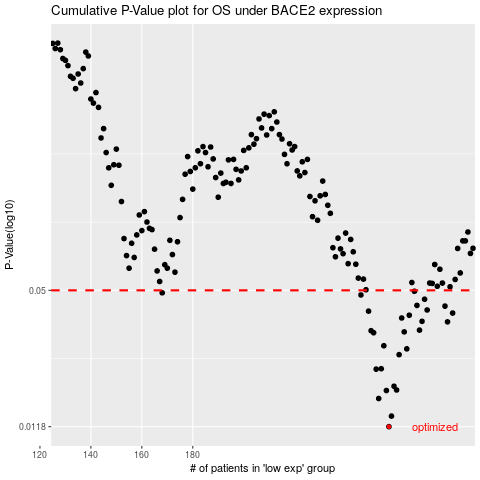 Cumulative P-Value plot for OS under BACE2 expression
P-Value(log10)
0.05
0.0118
optimized
120 140 160 180
# of patients in 'low exp' group